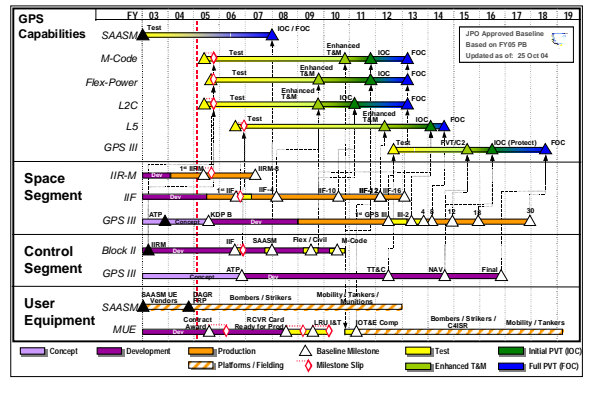 GPS
Capabilities
FY 03 04 05 06 07 08 09 10 11 12 13 14 15 16 17 18 19
JPO Approved Baseline
Based on FY05 PB
Updated as of: 25 Oct 04
SAASM Test IOC / FOC
M-Code Test Enhanced T&M IOC FOC
Flex-Power Test Enhanced T&M IOC FOC
L2C Test Enhanced T&M IOC FOC
L5 Test Enhanced T&M IOC FOC
GPS III Test PVT/C2 IOC (Protect) FOC
Space
Segment
IIR-M Dev 1st IIRM IIRM-8
IIF Dev 1st IIF IIF-4 IIF-10 IIF-12 IIF-16
GPS III ATP Concept KDP B Dev 1st GPS III III-2 4 8 12 18 30
Control
Segment
Block II IIRM Dev IIF SAASM Flex / Civil M-Code
GPS III Concept ATP Dev TT&C NAV Final
User
Equipment
SAASM SAASM UE Vendors DAGR PRP Bombers / Strikers Mobility / Tankers / Munitions
MUE Dev Contract Award RCVR Card Ready for Prod LRU I&T IOT&E Comp Bombers / Strikers / C4ISR Mobility / Tankers
Concept Development Production Baseline Milestone Test Initial PVT (IOC)
Platforms / Fielding Milestone Slip Enhanced T&M Full PVT (FOC)